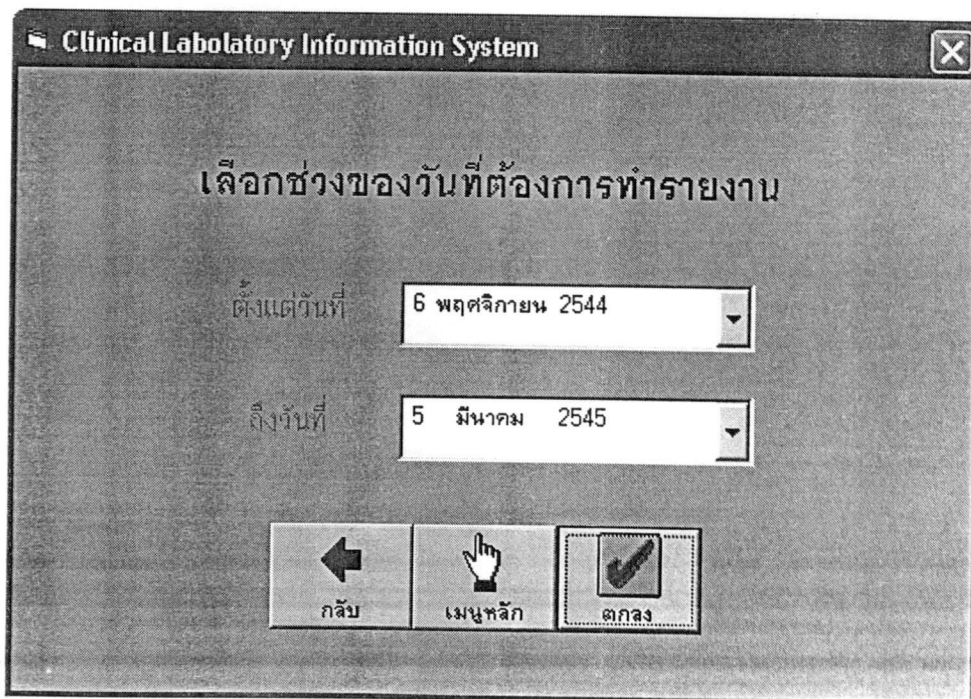 Clinical Labolatory Information System
เลือกช่วงของวันที่ต้องการทำรายงาน
ตั้งแต่วันที่ 6 พฤศจิกายน 2544
ถึงวันที่ 5 มีนาคม 2545
กลับ เมนูหลัก ตกลง